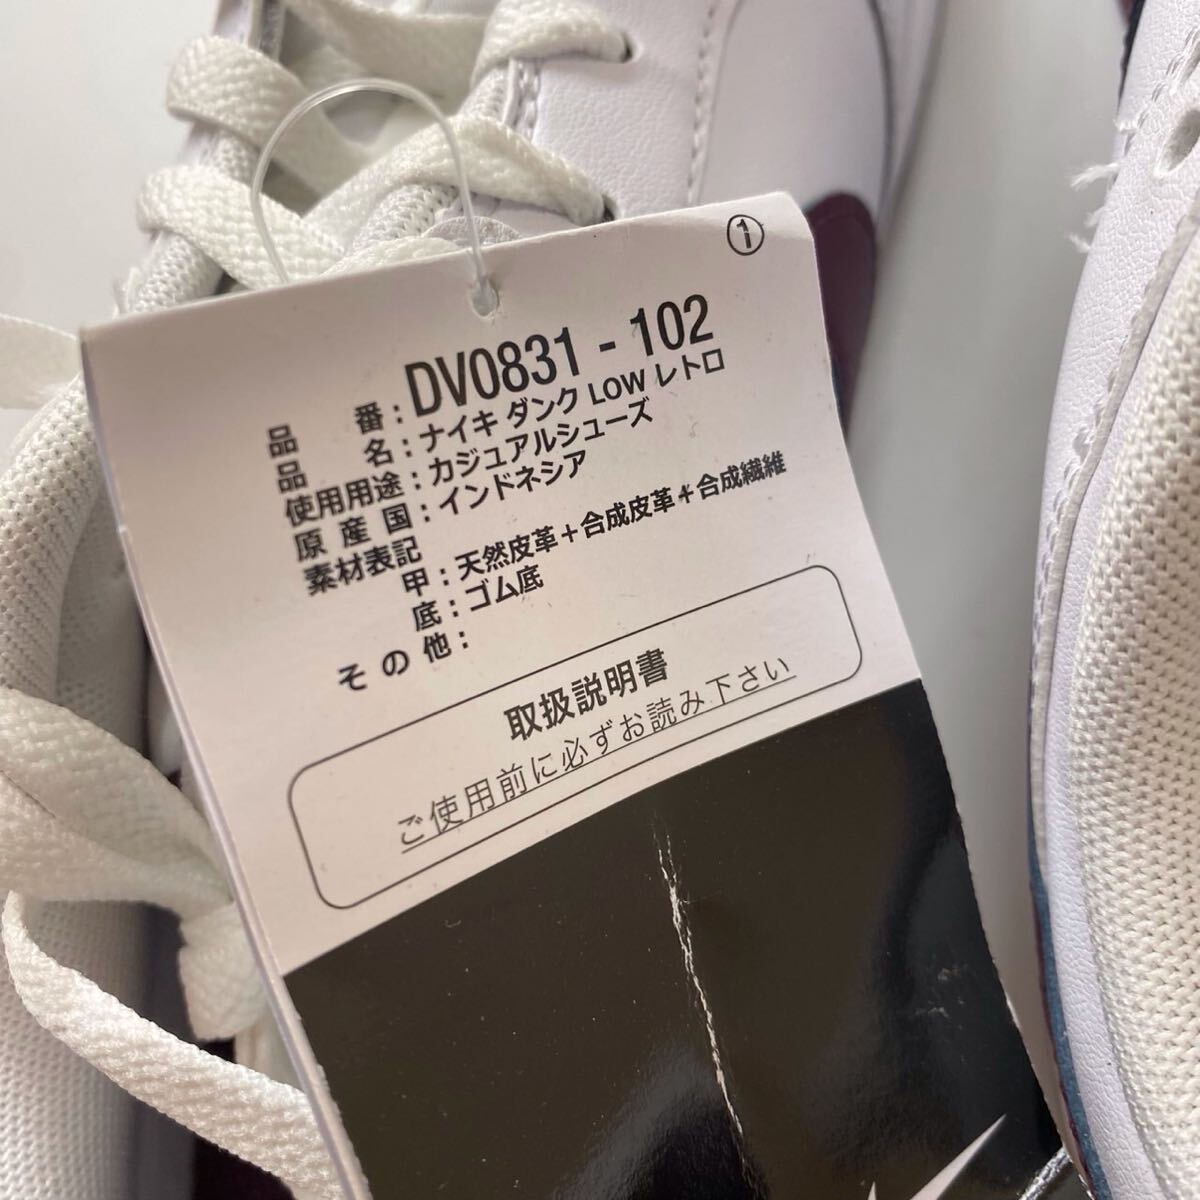 ①
品番：DV0831 - 102
品名：ナイキ ダンク LOW レトロ
使用用途：カジュアルシューズ
原産国：インドネシア
素材表記
甲：天然皮革＋合成皮革＋合成繊維
底：ゴム底
その他：
取扱説明書
ご使用前に必ずお読み下さい